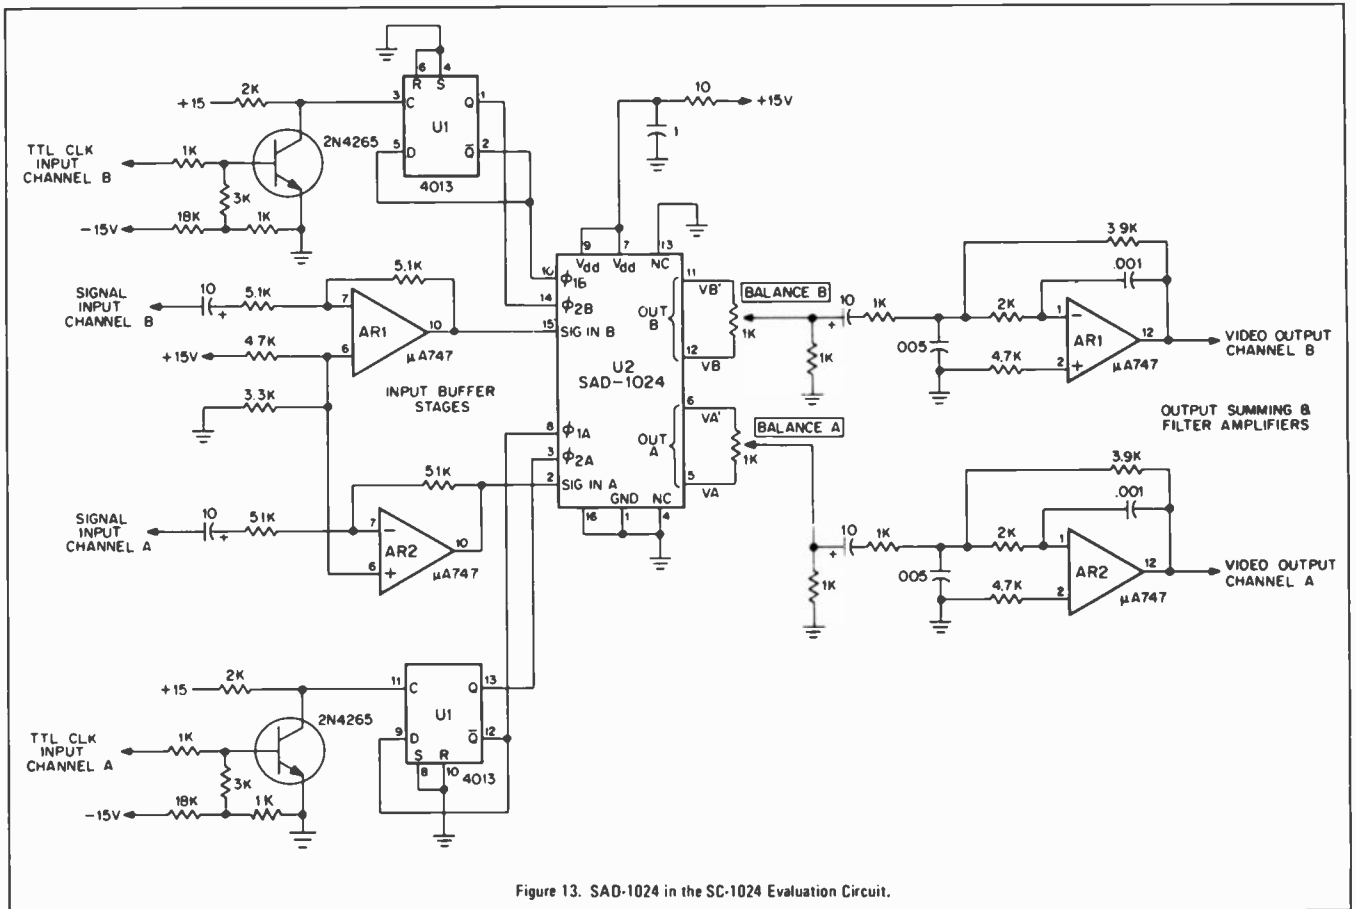 6 4
R S
2K
+15
3 C Q 1
U1
2N4265
TTL CLK
INPUT
CHANNEL B
1K
5 D Q̅ 2
4013
3K
-15V
18K 1K
10
+15V
1
9 7 13
Vdd Vdd NC
5.1K
SIGNAL
INPUT
CHANNEL B
10
+
5.1K
7
AR1
10
6
μA747
+15V
4.7K
3.3K
INPUT BUFFER
STAGES
16 ϕ1B
14 ϕ2B
15 SIG IN B
U2
SAD-1024
OUT
B
11
VB'
12
VB
BALANCE B
1K
8 ϕ1A
3 ϕ2A
2 SIG IN A
OUT
A
6
VA'
5
VA
BALANCE A
1K
GND NC
16 1 4
10
+
1K
1K
005
3.9K
.001
2K
1
−
AR1
12
4.7K
2
+
μA747
VIDEO OUTPUT
CHANNEL B
OUTPUT SUMMING &
FILTER AMPLIFIERS
51K
SIGNAL
INPUT
CHANNEL A
10
+
51K
7
−
AR2
10
6
+
μA747
10
+
1K
1K
005
3.9K
.001
2K
1
AR2
12
4.7K
2
μA747
VIDEO OUTPUT
CHANNEL A
+15
2K
11 C Q 13
U1
2N4265
TTL CLK
INPUT
CHANNEL A
1K
9 D Q̅ 12
S R
8 10
4013
3K
-15V
18K 1K
Figure 13. SAD-1024 in the SC-1024 Evaluation Circuit.